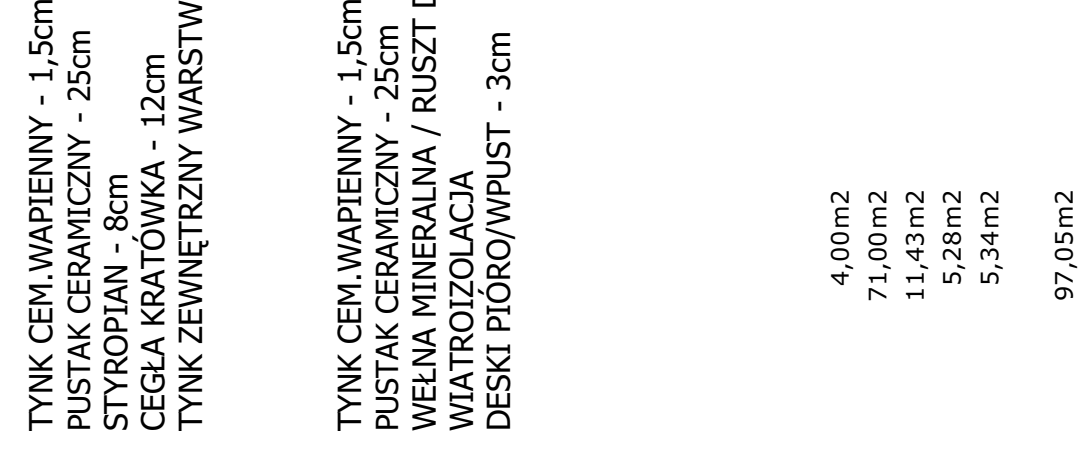 TYNK CEM.WAPIENNY - 1,5cm
PUSTAK CERAMICZNY - 25cm
STYROPIAN - 8cm
CEGŁA KRATÓWKA - 12cm
TYNK ZEWNĘTRZNY WARSTW
TYNK CEM.WAPIENNY - 1,5cm
PUSTAK CERAMICZNY - 25cm
WEŁNA MINERALNA / RUSZT
WIATROIZOLACJA
DESKI PIÓRO/WPUST - 3cm
4,00m2
71,00m2
11,43m2
5,28m2
5,34m2
97,05m2